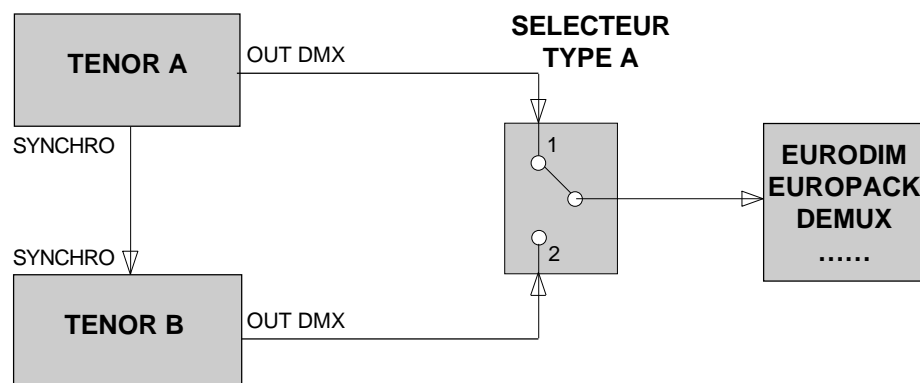 SELECTEUR
TYPE A
TENOR A
OUT DMX
SYNCHRO
1
EURODIM
EUROPACK
DEMUX
......
2
SYNCHRO
TENOR B
OUT DMX